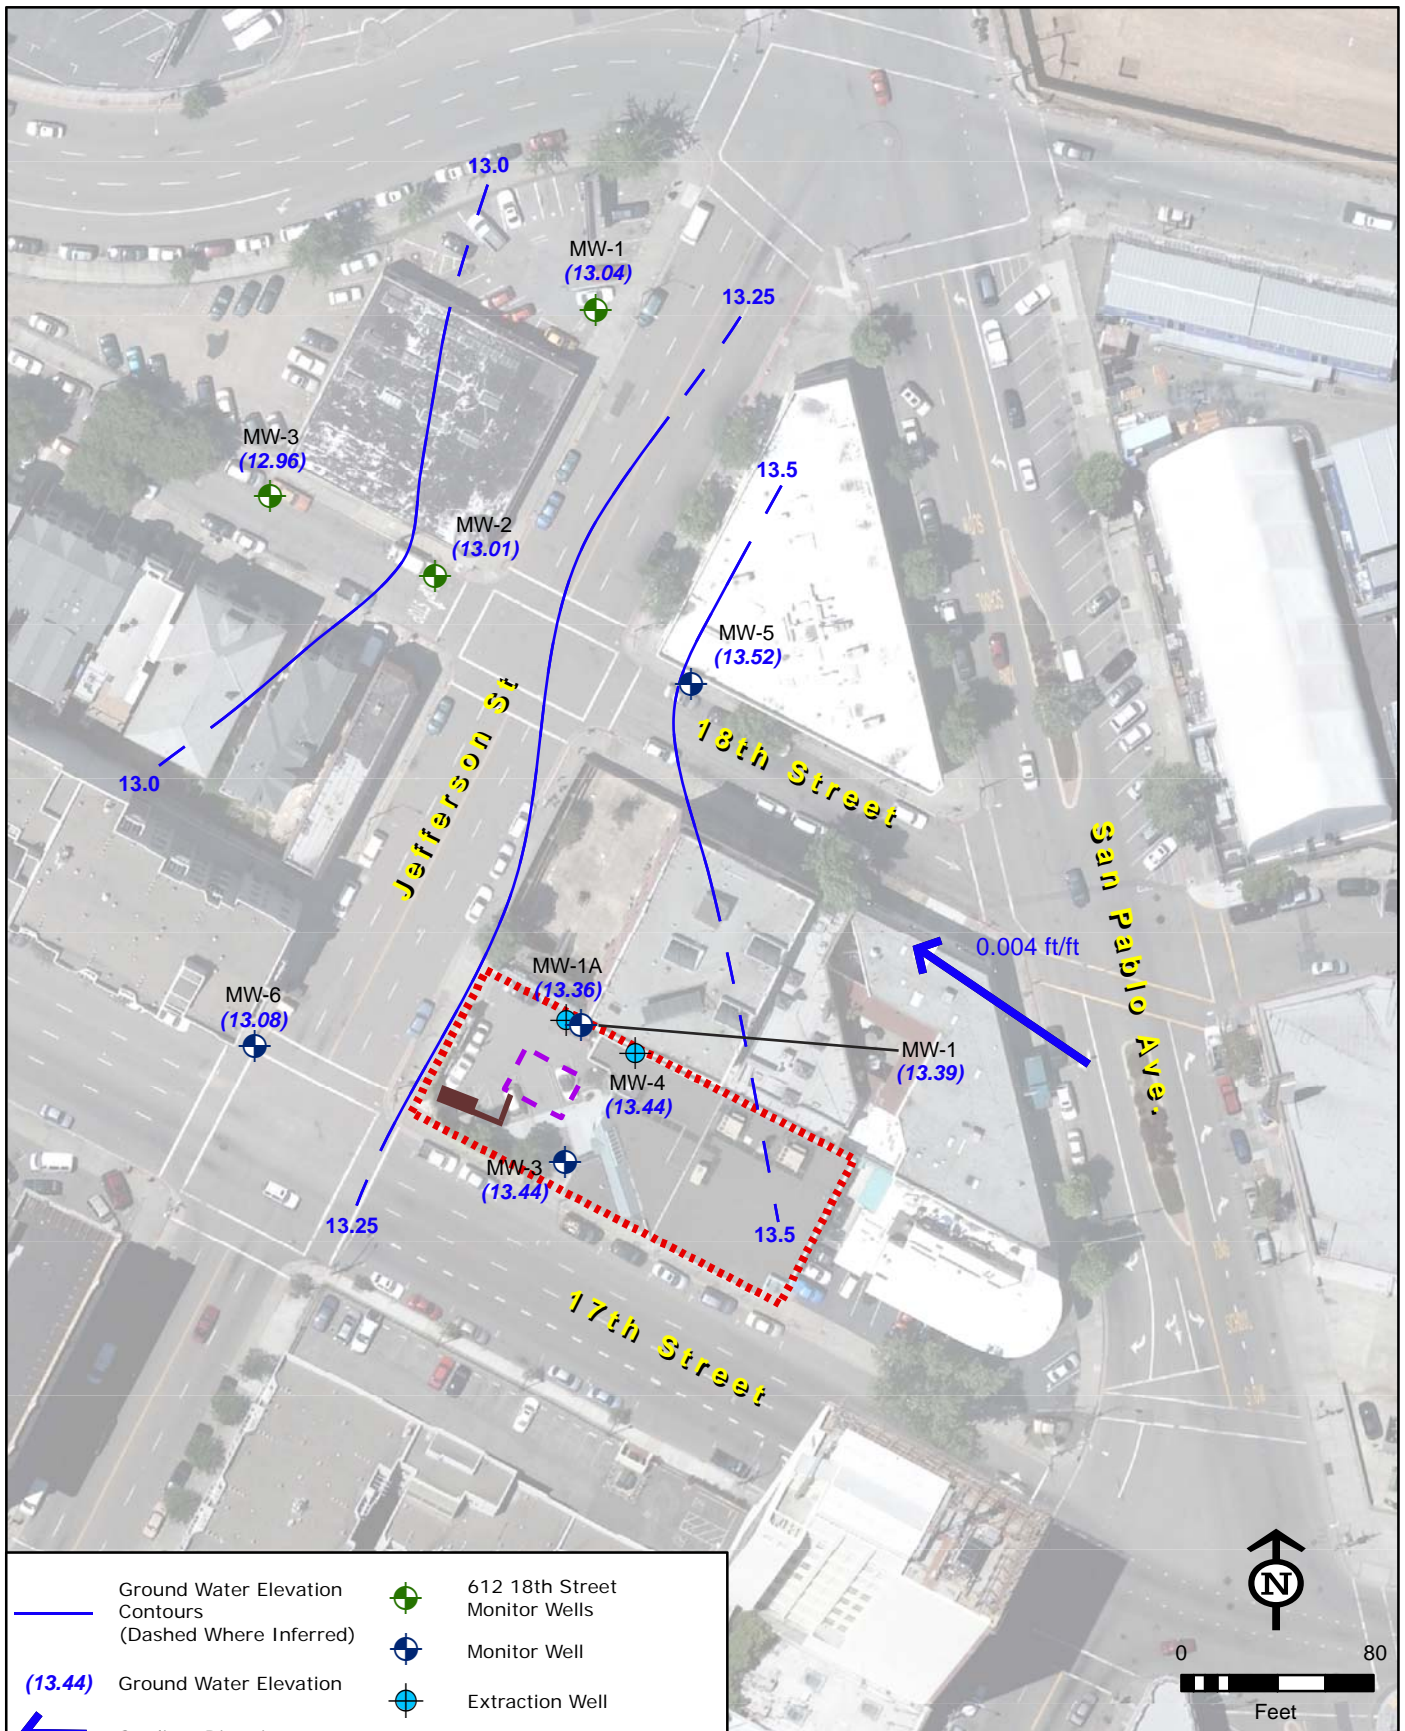 13.0
MW-1
(13.04)
13.25
MW-3
(12.96)
13.5
MW-2
(13.01)
MW-5
(13.52)
Jefferson St
18th Street
13.0
San Pablo Ave.
0.004 ft/ft
MW-1A
(13.36)
MW-6
(13.08)
MW-1
(13.39)
MW-4
(13.44)
MW-3
(13.44)
13.25
13.5
17th Street
N
0 80
Feet
Ground Water Elevation
Contours
(Dashed Where Inferred)
(13.44) Ground Water Elevation
612 18th Street
Monitor Wells
Monitor Well
Extraction Well